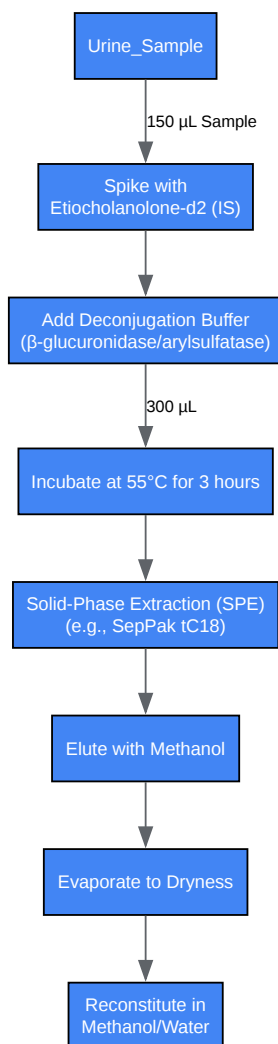 Urine_Sample
150 µL Sample
Spike with
Etiocholanolone-d2 (IS)
Add Deconjugation Buffer
(β-glucuronidase/arylsulfatase)
300 µL
Incubate at 55°C for 3 hours
Solid-Phase Extraction (SPE)
(e.g., SepPak tC18)
Elute with Methanol
Evaporate to Dryness
Reconstitute in
Methanol/Water